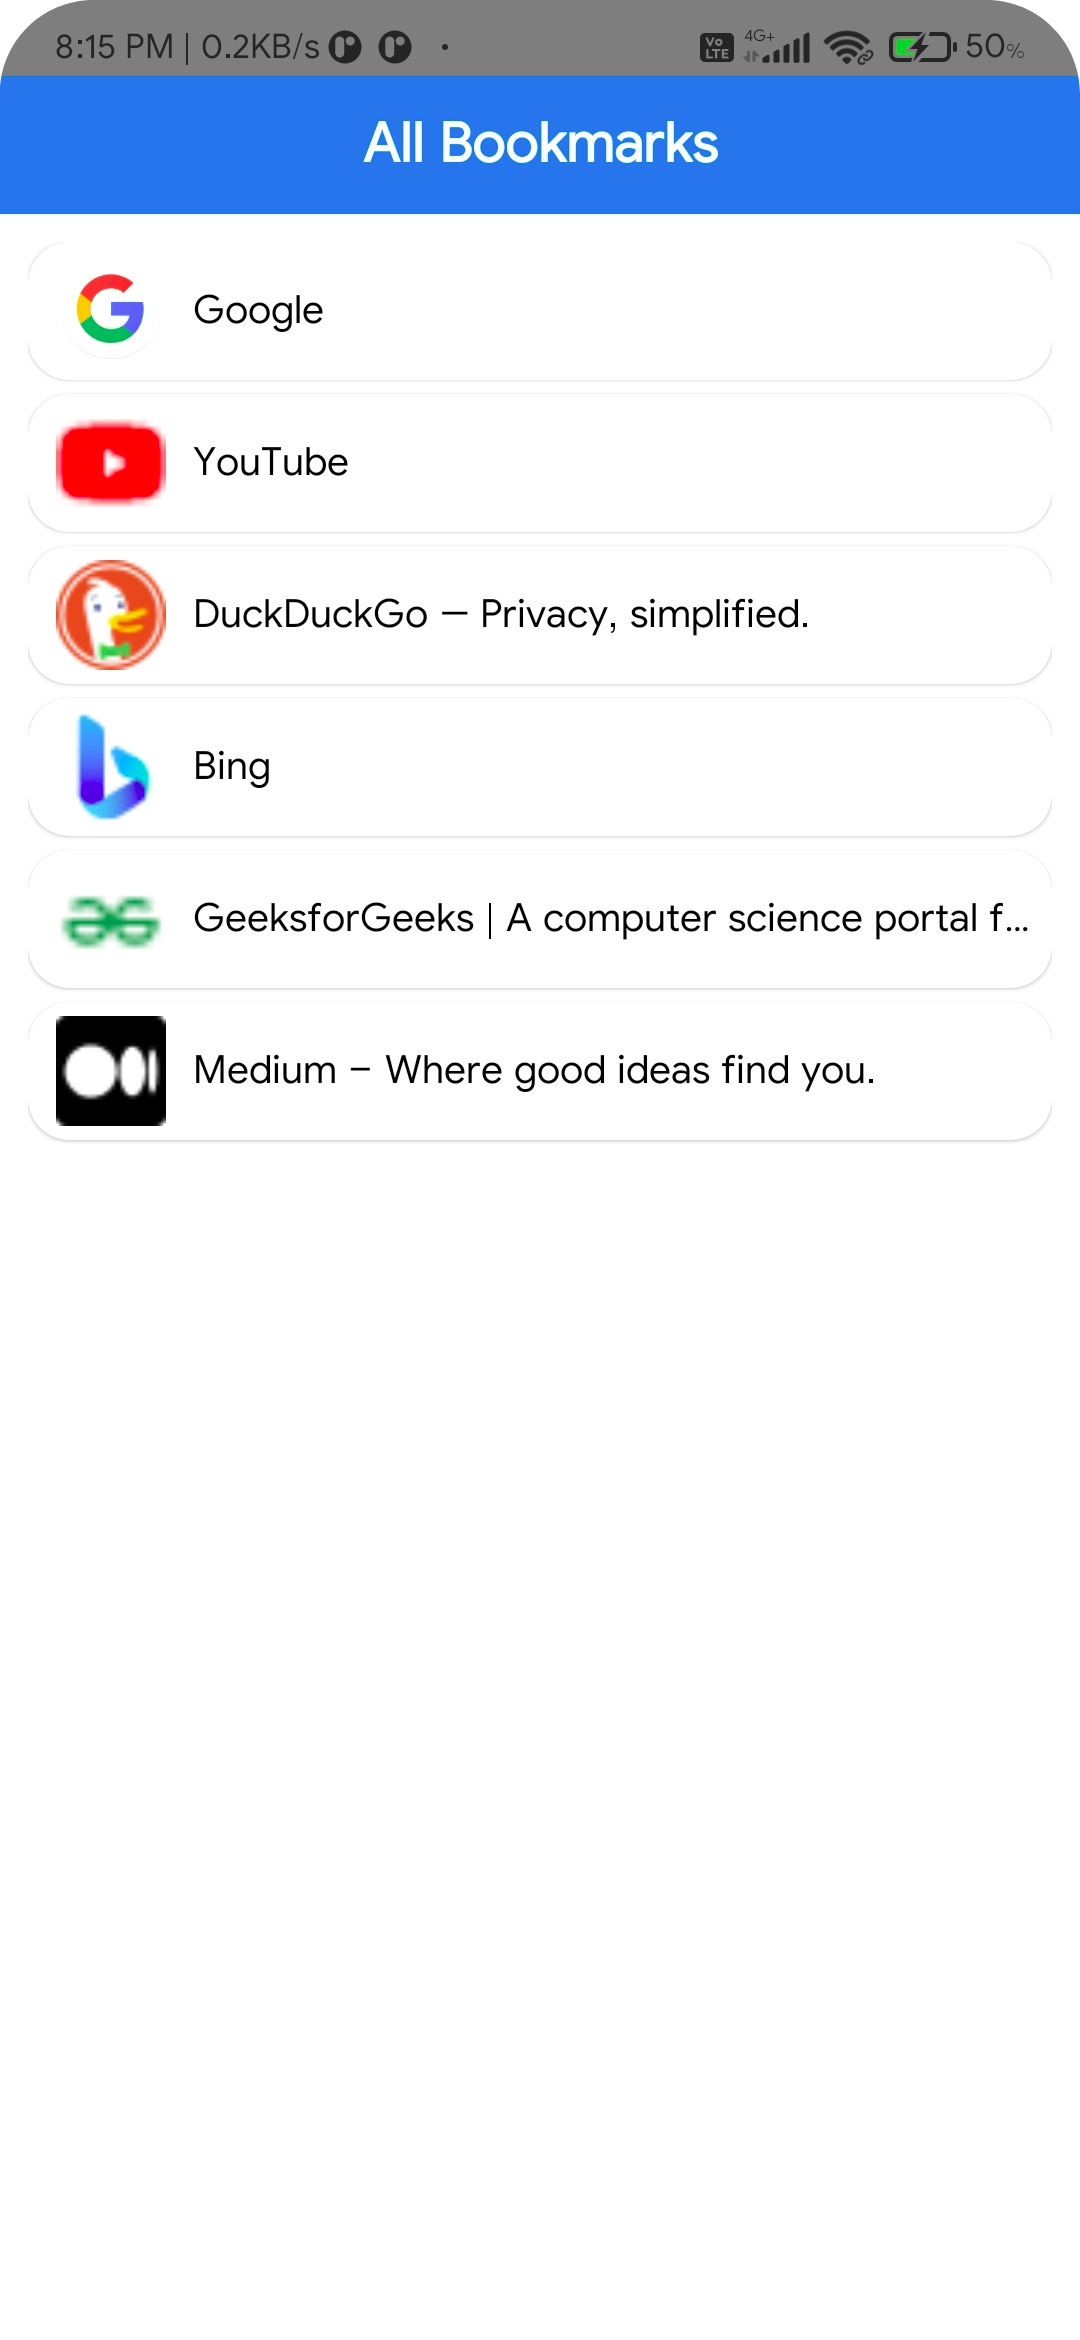 8:15 PM | 0.2KB/s
Vo LTE 4G+ 50%
All Bookmarks
Google
YouTube
DuckDuckGo — Privacy, simplified.
Bing
GeeksforGeeks | A computer science portal f...
Medium – Where good ideas find you.